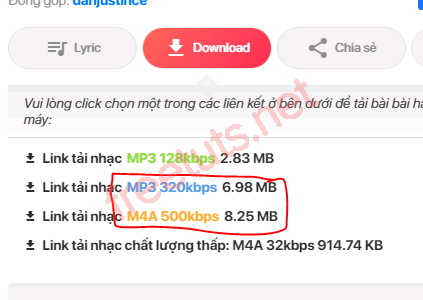 Đóng góp: danjustince
Lyric
Download
Chia sẻ
Vui lòng click chọn một trong các liên kết ở bên dưới để tải bài há
máy:
Link tải nhạc MP3 128kbps 2.83 MB
Link tải nhạc MP3 320kbps 6.98 MB
Link tải nhạc M4A 500kbps 8.25 MB
Link tải nhạc chất lượng thấp: M4A 32kbps 914.74 KB
freetuts.net